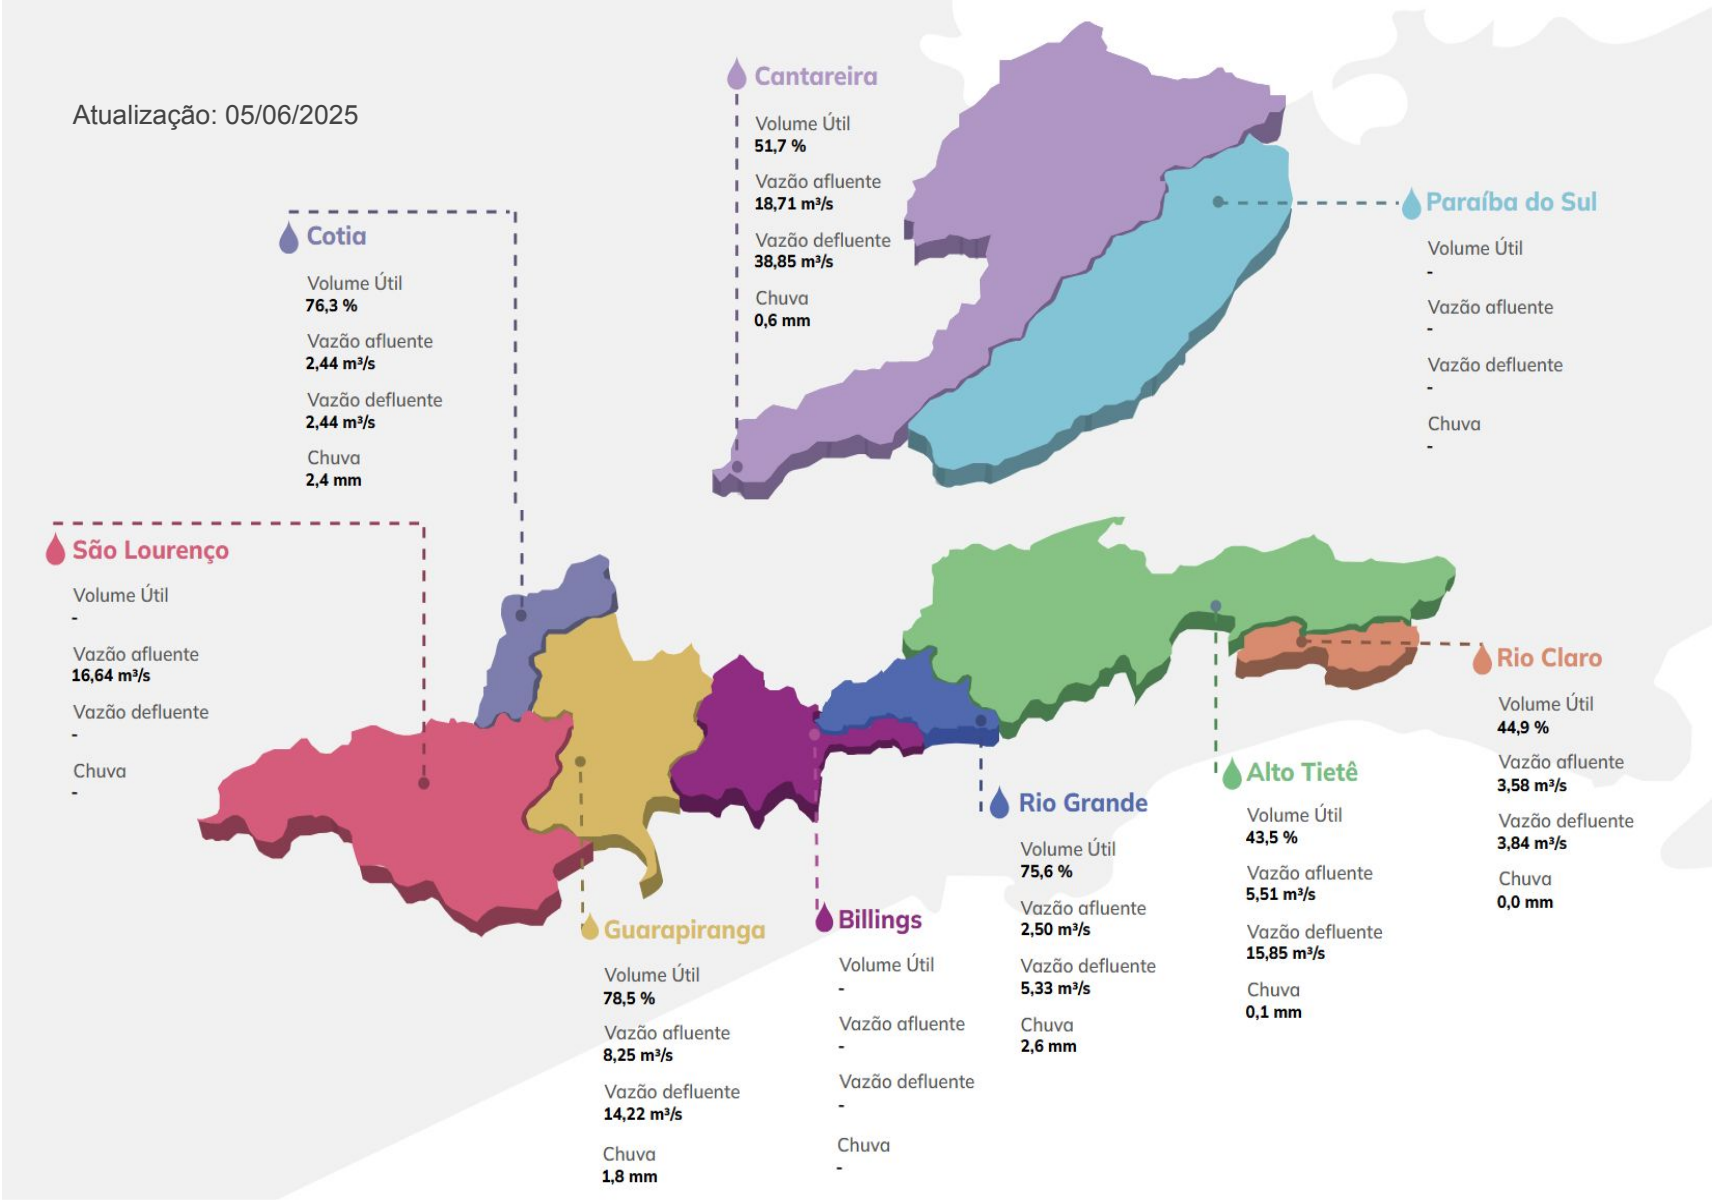 Atualização: 05/06/2025
Cantareira
Volume Útil
51,7 %
Vazão afluente
18,71 m³/s
Vazão defluente
38,85 m³/s
Chuva
0,6 mm
Paraíba do Sul
Volume Útil
-
Vazão afluente
-
Vazão defluente
-
Chuva
-
Cotia
Volume Útil
76,3 %
Vazão afluente
2,44 m³/s
Vazão defluente
2,44 m³/s
Chuva
2,4 mm
São Lourenço
Volume Útil
-
Vazão afluente
16,64 m³/s
Vazão defluente
-
Chuva
-
Guarapiranga
Volume Útil
78,5 %
Vazão afluente
8,25 m³/s
Vazão defluente
14,22 m³/s
Chuva
1,8 mm
Billings
Volume Útil
-
Vazão afluente
-
Vazão defluente
-
Chuva
-
Rio Grande
Volume Útil
75,6 %
Vazão afluente
2,50 m³/s
Vazão defluente
5,33 m³/s
Chuva
2,6 mm
Alto Tietê
Volume Útil
43,5 %
Vazão afluente
5,51 m³/s
Vazão defluente
15,85 m³/s
Chuva
0,1 mm
Rio Claro
Volume Útil
44,9 %
Vazão afluente
3,58 m³/s
Vazão defluente
3,84 m³/s
Chuva
0,0 mm